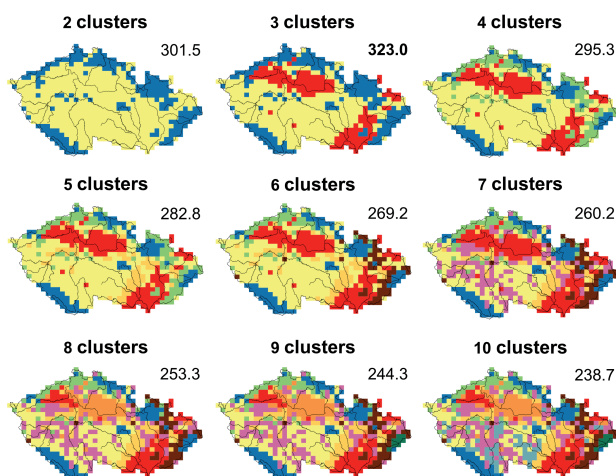 2 clusters
301.5
3 clusters
323.0
4 clusters
295.3
5 clusters
282.8
6 clusters
269.2
7 clusters
260.2
8 clusters
253.3
9 clusters
244.3
10 clusters
238.7